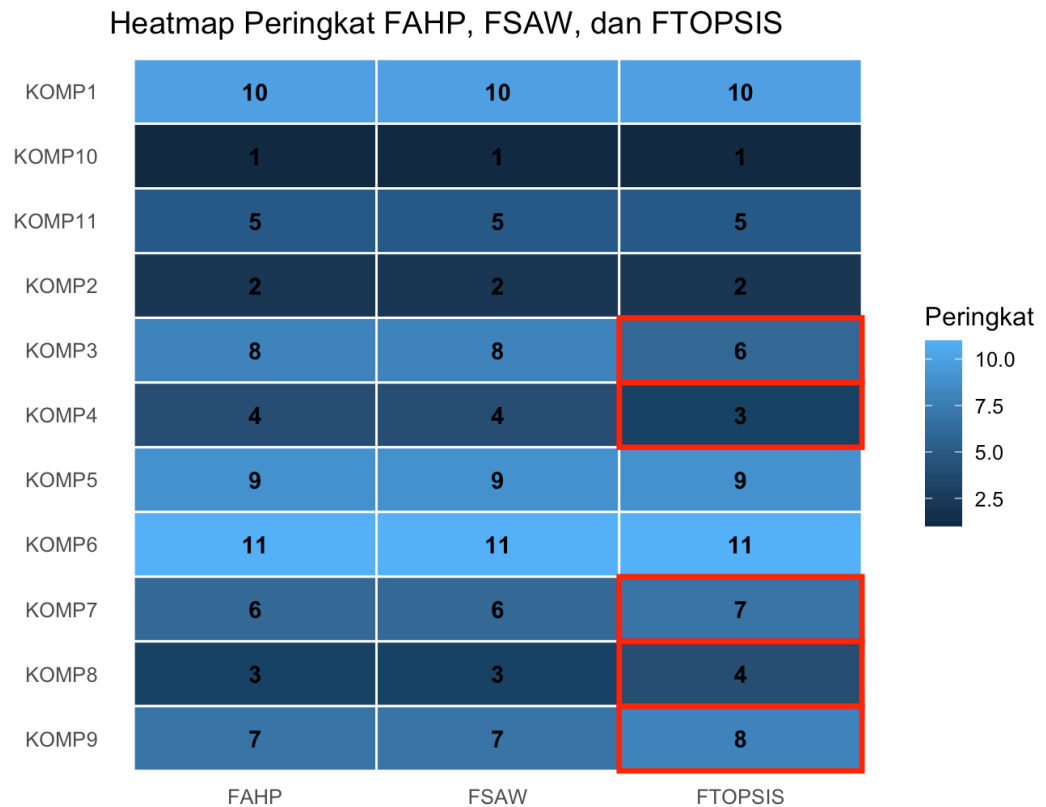 Heatmap Peringkat FAHP, FSAW, dan FTOPSIS
KOMP1 10 10 10
KOMP10 1 1 1
KOMP11 5 5 5
KOMP2 2 2 2
KOMP3 8 8 6
KOMP4 4 4 3
KOMP5 9 9 9
KOMP6 11 11 11
KOMP7 6 6 7
KOMP8 3 3 4
KOMP9 7 7 8
FAHP FSAW FTOPSIS
Peringkat
10.0
7.5
5.0
2.5